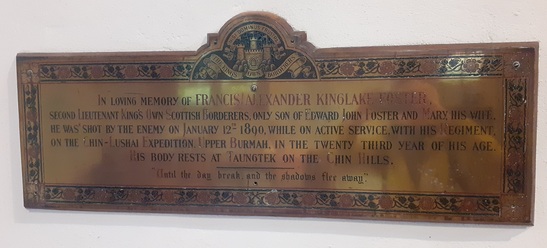 In loving memory of Francis Alexander Kinglake Foster,
Second Lieutenant King's Own Scottish Borderers, only son of Edward John Foster and Mary his wife.
He was shot by the enemy on January 12th 1890, while on active service, with his Regiment,
on the Chin-Lushai Expedition, Upper Burmah, in the twenty third year of his age.
His body rests at Taungtek on the Chin Hills.
"Until the day break, and the shadows flee away."